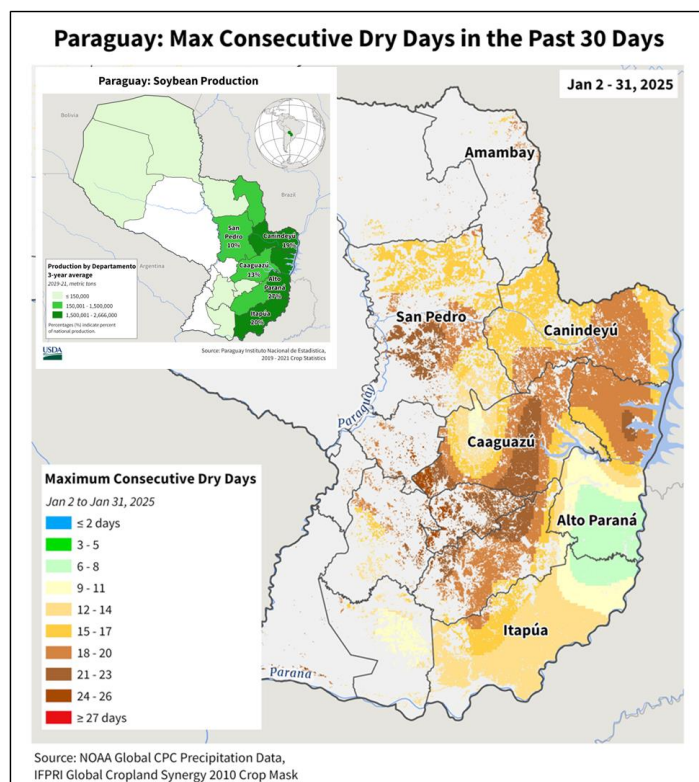 Paraguay: Max Consecutive Dry Days in the Past 30 Days
Jan 2 - 31, 2025
Paraguay: Soybean Production
Bolivia
Brazil
Argentina
San
Pedro
10%
Canindeyú
19%
Caaguazú
13%
Alto
Paraná
Itapúa
20%
Production by Departamento
3-year average
2019-21, metric tons
≤ 150,000
150,001 - 1,500,000
1,500,001 - 2,666,000
Percentages (%) indicate percent
of national production.
USDA
Source: Paraguay Instituto Nacional de Estadística,
2019 - 2021 Crop Statistics
Amambay
San Pedro
Canindeyú
Paraguay
Caaguazú
Alto Paraná
Itapúa
Parana
Maximum Consecutive Dry Days
Jan 2 to Jan 31, 2025
≤ 2 days
3 - 5
6 - 8
9 - 11
12 - 14
15 - 17
18 - 20
21 - 23
24 - 26
≥ 27 days
Source: NOAA Global CPC Precipitation Data,
IFPRI Global Cropland Synergy 2010 Crop Mask